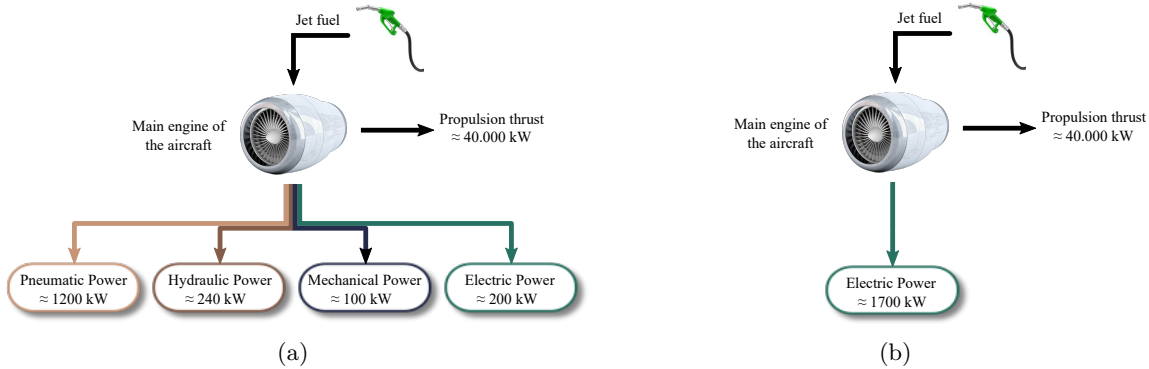 Jet fuel
Main engine of
the aircraft
Propulsion thrust
≈ 40.000 kW
Pneumatic Power
≈ 1200 kW
Hydraulic Power
≈ 240 kW
Mechanical Power
≈ 100 kW
Electric Power
≈ 200 kW
(a)
Jet fuel
Main engine of
the aircraft
Propulsion thrust
≈ 40.000 kW
Electric Power
≈ 1700 kW
(b)